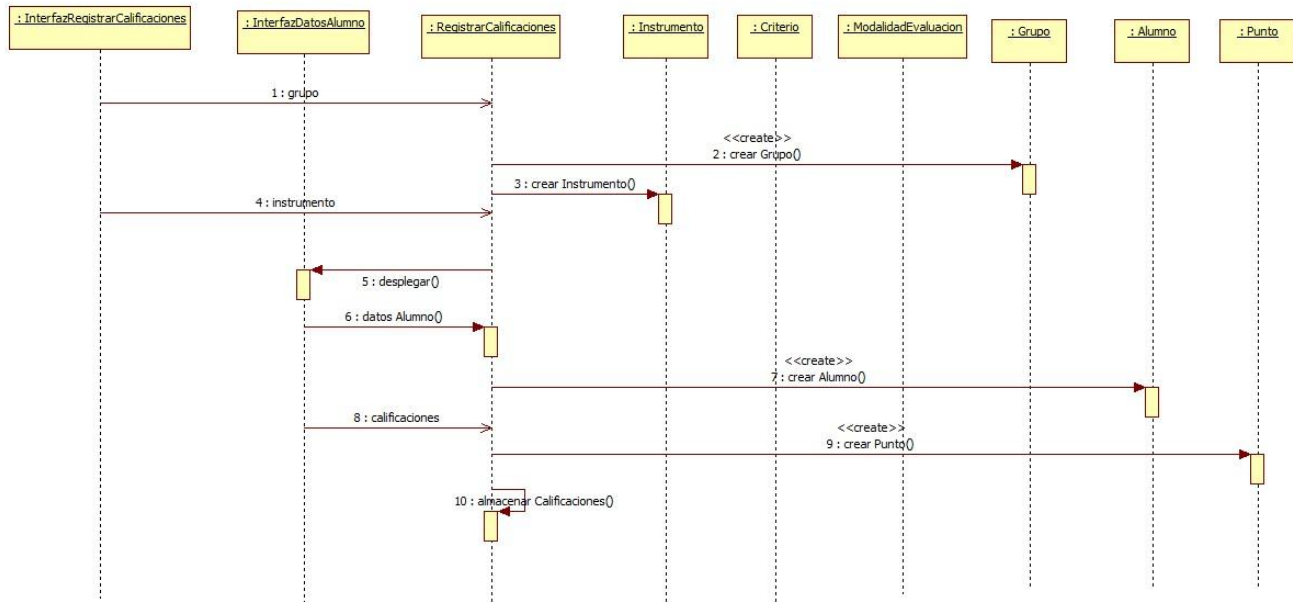 : InterfazRegistrarCalificaciones
: InterfazDatosAlumno
: RegistrarCalificaciones
: Instrumento
: Criterio
: ModalidadEvaluacion
: Grupo
: Alumno
: Punto
1 : grupo
<<create>>
2 : crear Grupo()
3 : crear Instrumento()
4 : instrumento
5 : desplegar()
6 : datos Alumno()
<<create>>
7 : crear Alumno()
8 : calificaciones
<<create>>
9 : crear Punto()
10 : almacenar Calificaciones()